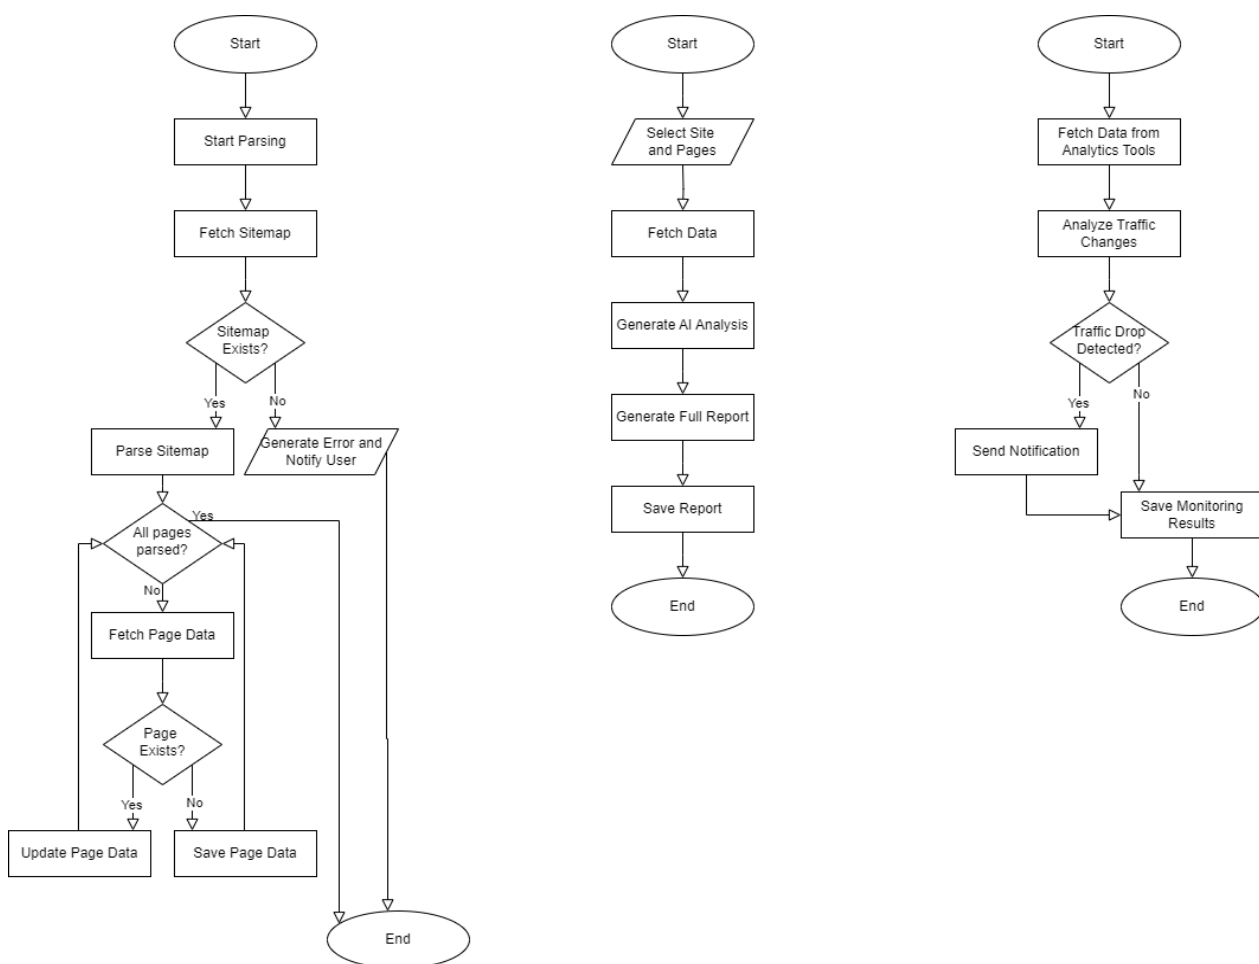 Start
Start Parsing
Fetch Sitemap
Sitemap
Exists?
Yes
No
Parse Sitemap
Generate Error and
Notify User
All pages
parsed?
Yes
No
Fetch Page Data
Page
Exists?
Yes
No
Update Page Data
Save Page Data
End
Start
Select Site
and Pages
Fetch Data
Generate AI Analysis
Generate Full Report
Save Report
End
Start
Fetch Data from
Analytics Tools
Analyze Traffic
Changes
Traffic Drop
Detected?
Yes
No
Send Notification
Save Monitoring
Results
End